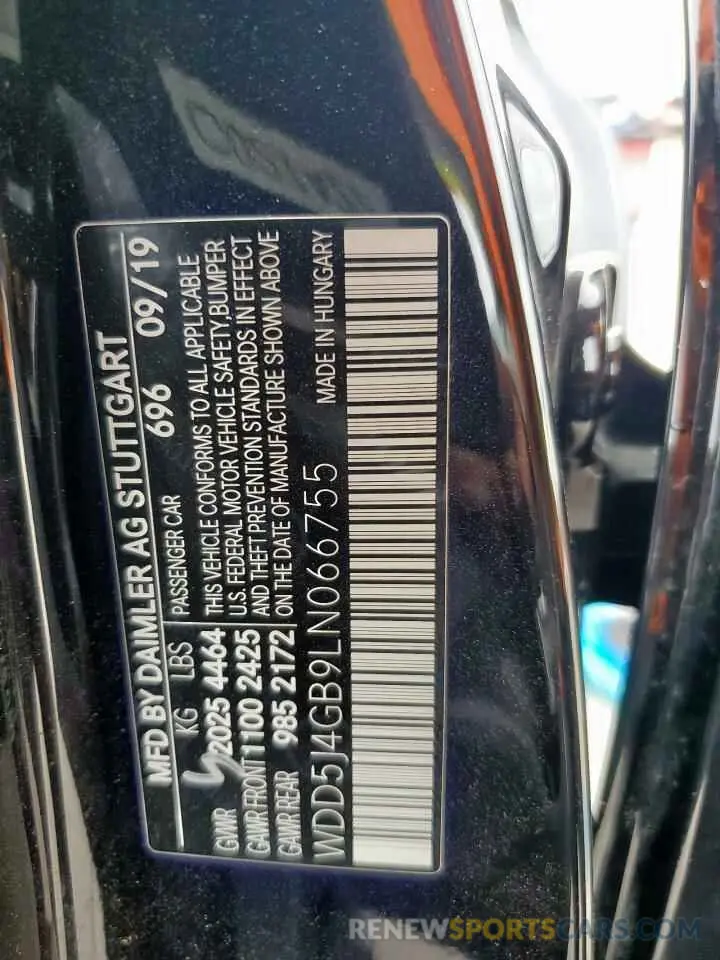 MFD BY DAIMLER AG STUTTGART
696 09/19
KG LBS PASSENGER CAR
GVWR 2025 4464 THIS VEHICLE CONFORMS TO ALL APPLICABLE
GAWR FRONT 1100 2425 U.S. FEDERAL MOTOR VEHICLE SAFETY,BUMPER
AND THEFT PREVENTION STANDARDS IN EFFECT
GAWR REAR 985 2172 ON THE DATE OF MANUFACTURE SHOWN ABOVE
WDD5J4GB9LN066755 MADE IN HUNGARY
RENEWSPORTSCARS.COM